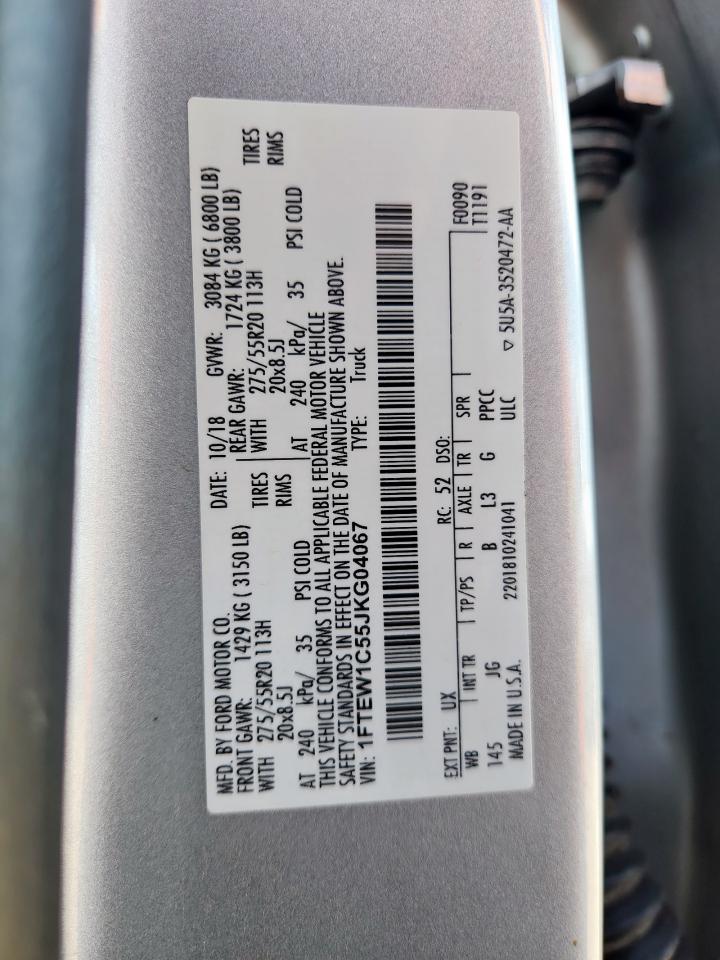 MFD. BY FORD MOTOR CO. DATE: 10/18 GVWR: 3084 KG ( 6800 LB)
FRONT GAWR: 1429 KG ( 3150 LB) REAR GAWR: 1724 KG ( 3800 LB)
WITH 275/55R20 113H TIRES WITH 275/55R20 113H TIRES
20x8.5J RIMS 20x8.5J RIMS
AT 240 kPa/ 35 PSI COLD AT 240 kPa/ 35 PSI COLD
THIS VEHICLE CONFORMS TO ALL APPLICABLE FEDERAL MOTOR VEHICLE
SAFETY STANDARDS IN EFFECT ON THE DATE OF MANUFACTURE SHOWN ABOVE.
VIN: 1FTEW1C55JKG04067 TYPE: Truck
EXT PNT: UX RC: 52 DSO: F0090
WB INT TR TP/PS R AXLE TR SPR T1191
145 JG B L3 G PPCC
MADE IN U.S.A. 2201810241041 ULC ▽ 5U5A-3520472-AA